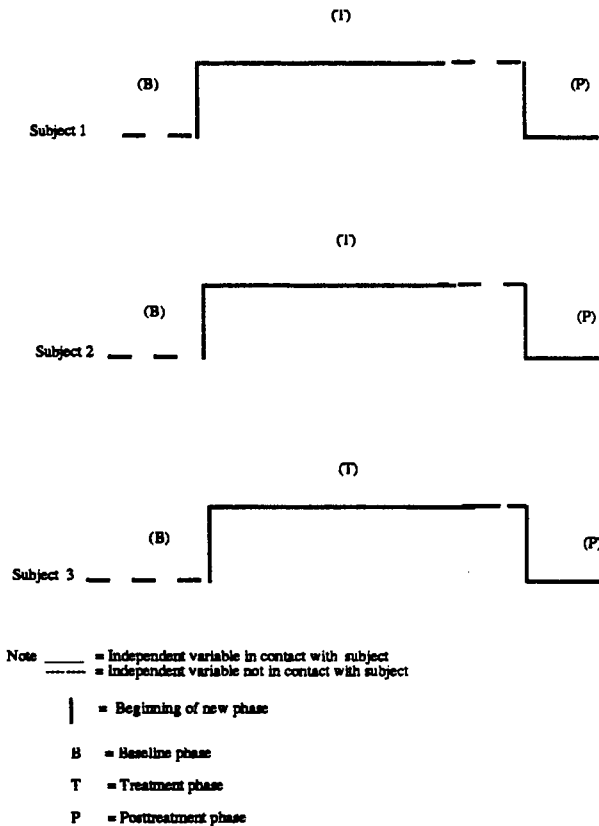 (T)
(B)
(P)
Subject 1
(T)
(B)
(P)
Subject 2
(T)
(B)
(P)
Subject 3
Note ____ = Independent variable in contact with subject
------ = Independent variable not in contact with subject
| = Beginning of new phase
B = Baseline phase
T = Treatment phase
P = Posttreatment phase